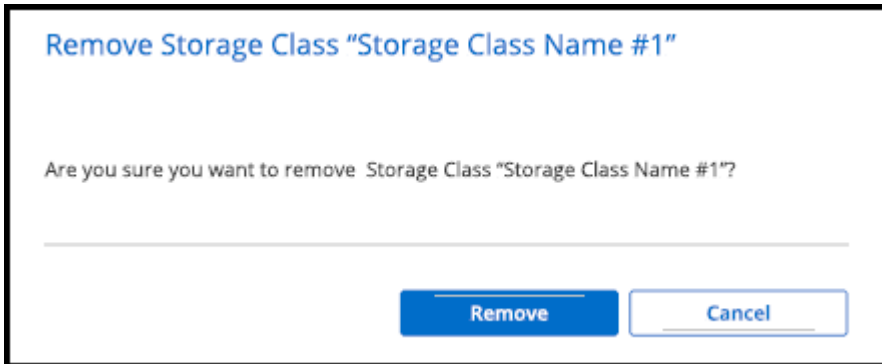 Remove Storage Class “Storage Class Name #1”
Are you sure you want to remove  Storage Class “Storage Class Name #1”?
Remove
Cancel